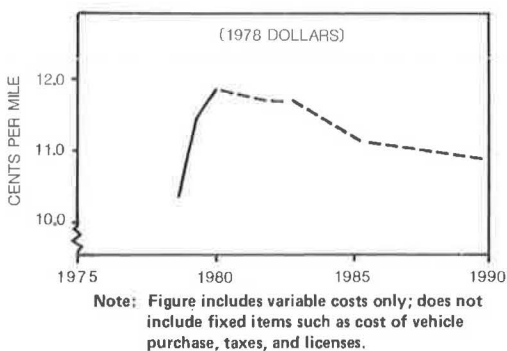 (1978 DOLLARS)
CENTS PER MILE
12.0
11.0
10.0
1975 1980 1985 1990
Note: Figure includes variable costs only; does not
include fixed items such as cost of vehicle
purchase, taxes, and licenses.